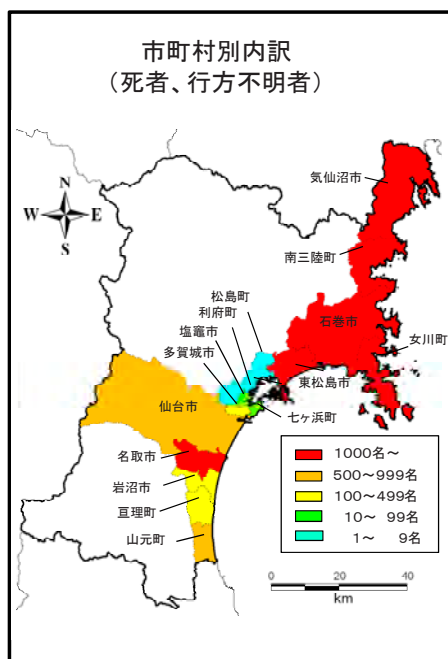 市町村別内訳
（死者、行方不明者）
N
W E
S
気仙沼市
南三陸町
松島町
利府町
塩竈市
多賀城市
石巻市
女川町
東松島市
仙台市
七ヶ浜町
名取市
岩沼市
亘理町
山元町
1000名～
500～999名
100～499名
10～ 99名
1～ 9名
0 20 40
km